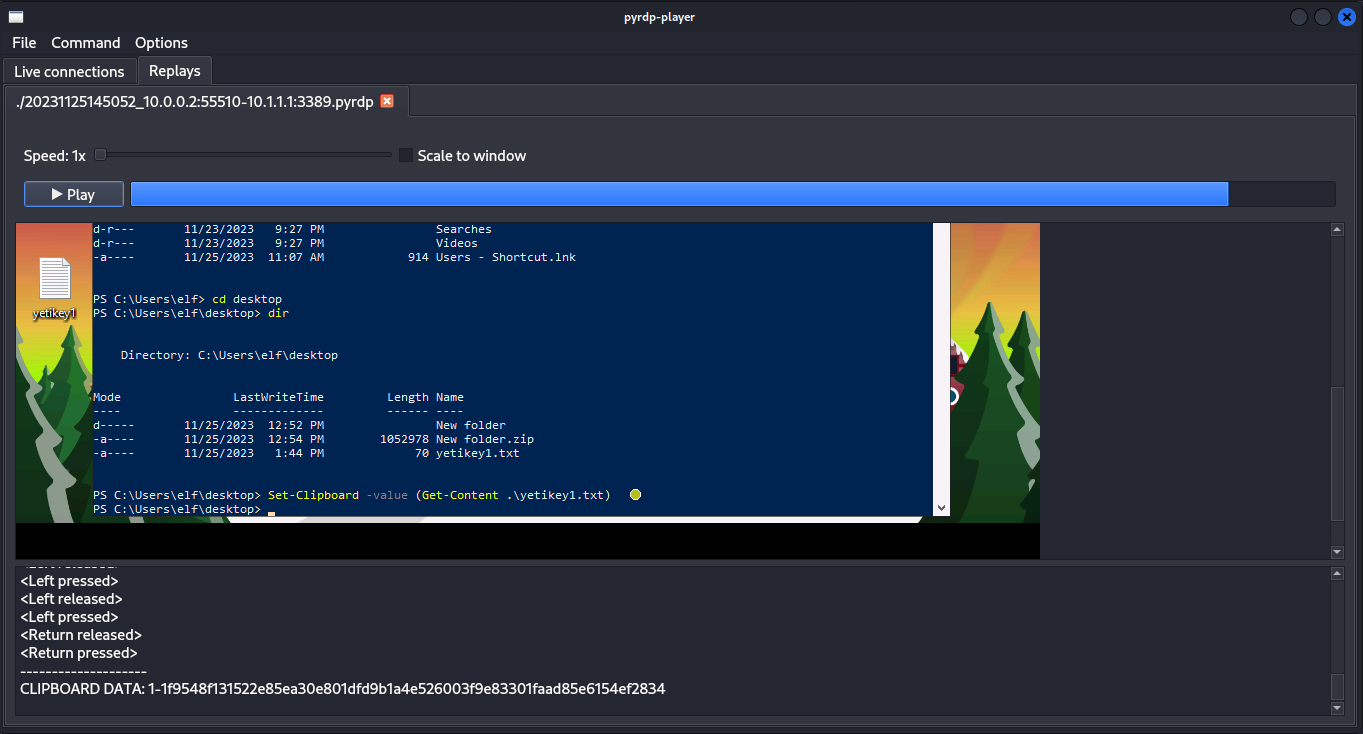 pyrdp-player
File Command Options
Live connections Replays
./20231125145052_10.0.0.2:55510-10.1.1.1:3389.pyrdp
Speed: 1x Scale to window
Play
d-r--- 11/23/2023 9:27 PM Searches
d-r--- 11/23/2023 9:27 PM Videos
-a---- 11/25/2023 11:07 AM 914 Users - Shortcut.lnk
yetikey1
PS C:\Users\elf> cd desktop
PS C:\Users\elf\desktop> dir
Directory: C:\Users\elf\desktop
Mode LastWriteTime Length Name
---- ------------- ------ ----
d----- 11/25/2023 12:52 PM New folder
-a---- 11/25/2023 12:54 PM 1052978 New folder.zip
-a---- 11/25/2023 1:44 PM 70 yetikey1.txt
PS C:\Users\elf\desktop> Set-Clipboard -value (Get-Content .\yetikey1.txt)
PS C:\Users\elf\desktop> _
<Left released>
<Left pressed>
<Left released>
<Left pressed>
<Return released>
<Return pressed>
--------------------
CLIPBOARD DATA: 1-1f9548f131522e85ea30e801dfd9b1a4e526003f9e83301faad85e6154ef2834